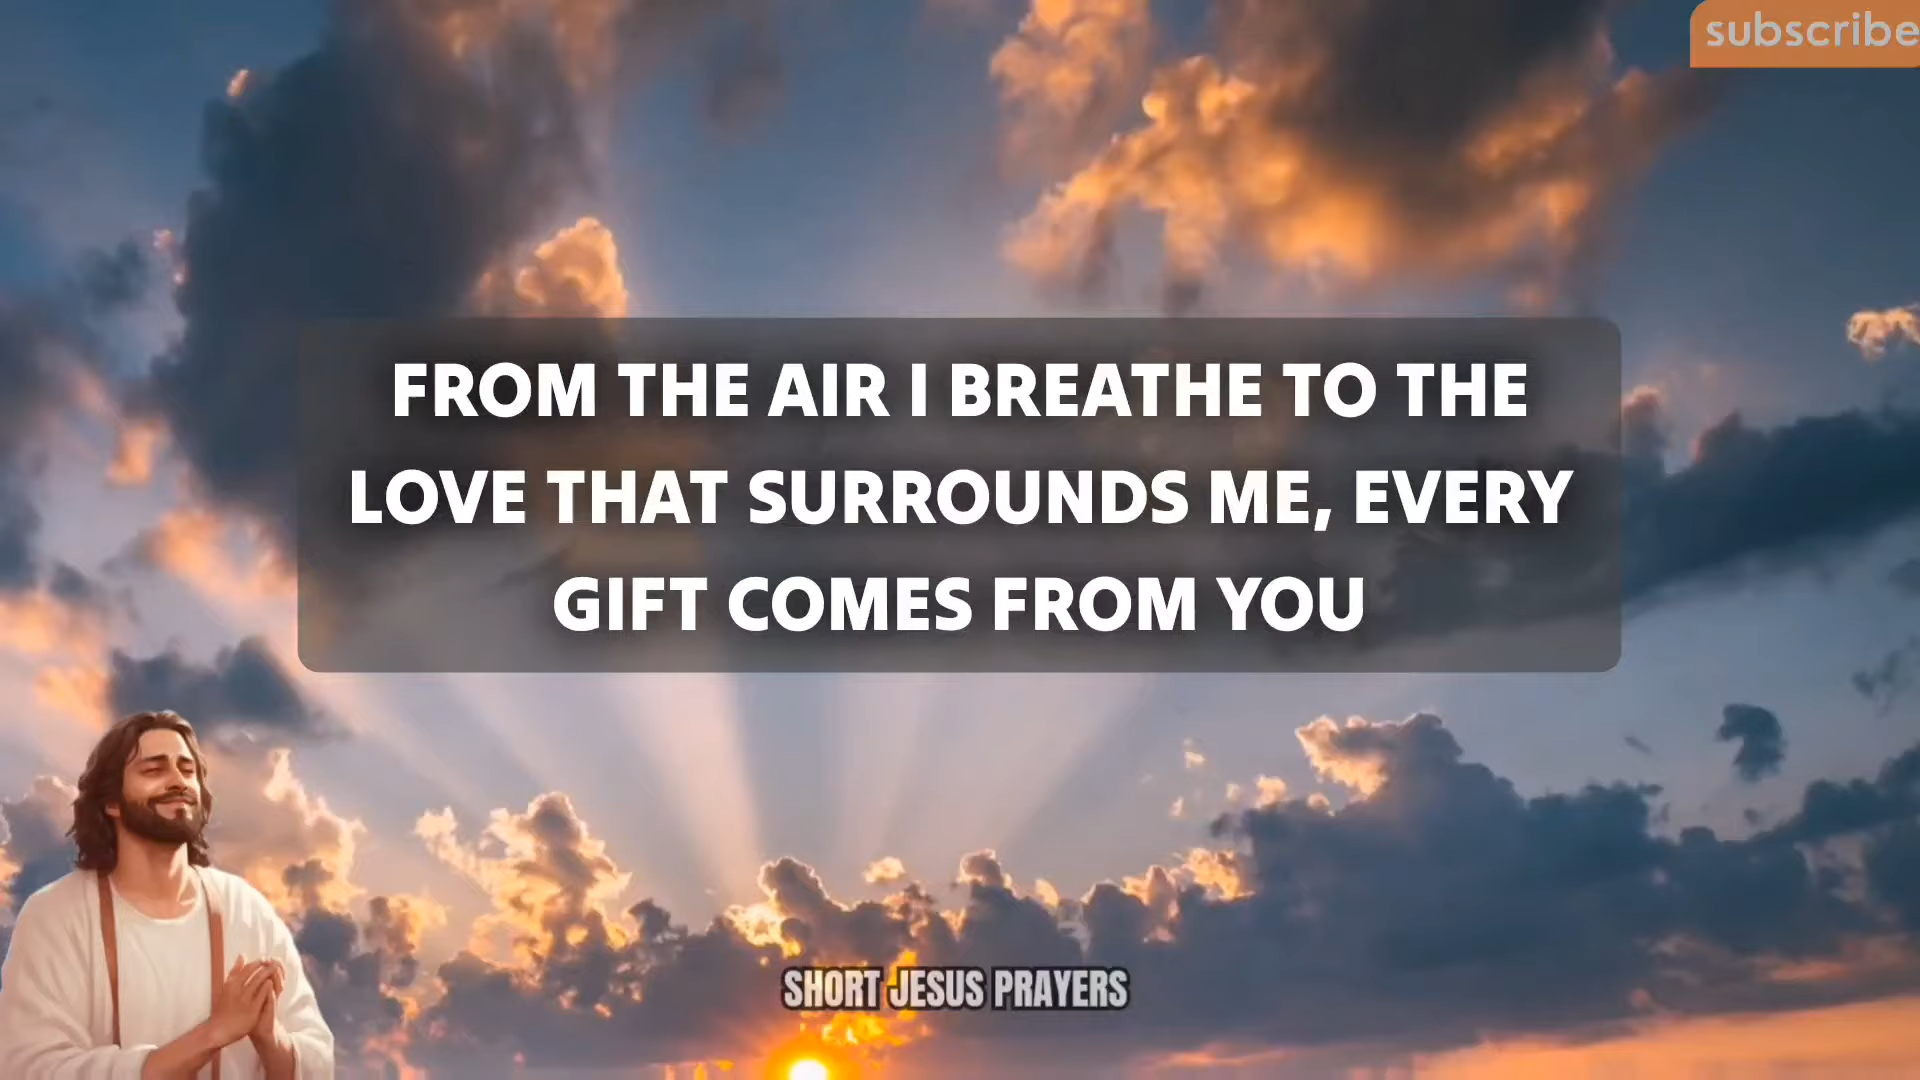 subscribe
FROM THE AIR I BREATHE TO THE
LOVE THAT SURROUNDS ME, EVERY
GIFT COMES FROM YOU
SHORT JESUS PRAYERS